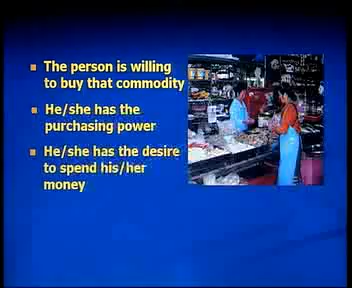 The person is willing
to buy that commodity
He/she has the
purchasing power
He/she has the desire
to spend his/her
money